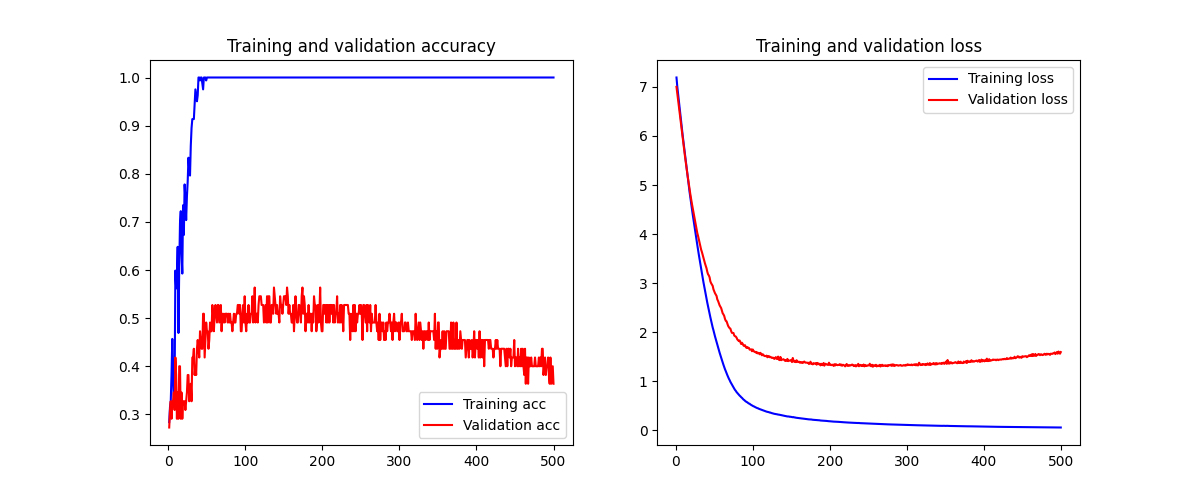 Training and validation accuracy
1.0
0.9
0.8
0.7
0.6
0.5
0.4
0.3
0 100 200 300 400 500
Training acc
Validation acc
Training and validation loss
7
6
5
4
3
2
1
0
0 100 200 300 400 500
Training loss
Validation loss